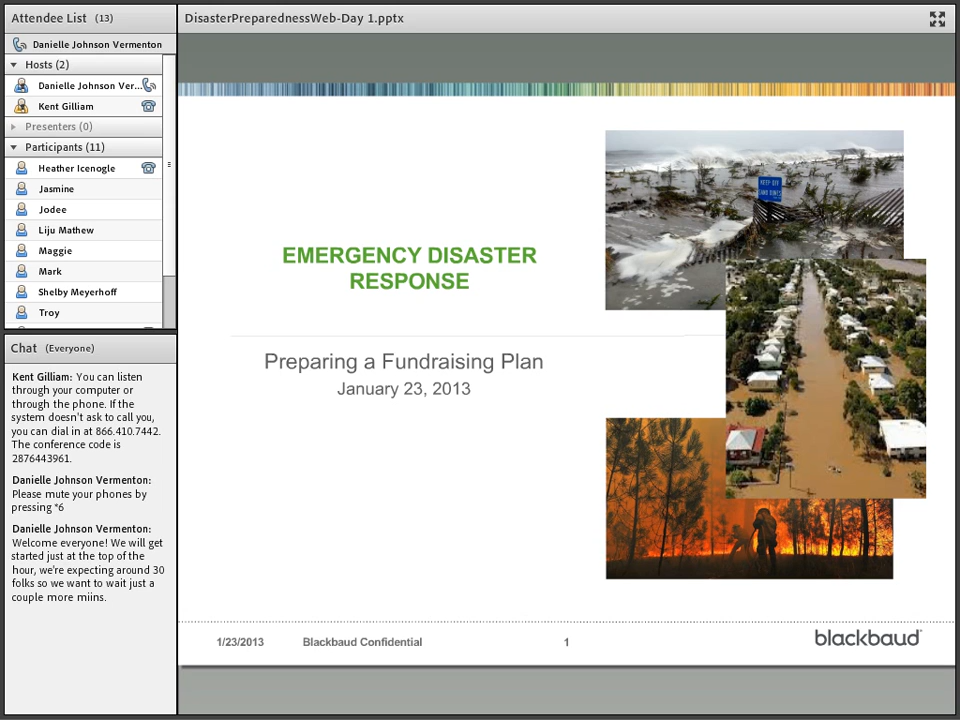 Attendee List (13)
Danielle Johnson Vermenton
Hosts (2)
Danielle Johnson Ver...
Kent Gilliam
Presenters (0)
Participants (11)
Heather Icenogle
Jasmine
Jodee
Liju Mathew
Maggie
Mark
Shelby Meyerhoff
Troy
Chat (Everyone)
Kent Gilliam: You can listen
through your computer or
through the phone. If the
system doesn't ask to call you,
you can dial in at 866.410.7442.
The conference code is
2876443961.
Danielle Johnson Vermenton:
Please mute your phones by
pressing *6
Danielle Johnson Vermenton:
Welcome everyone! We will get
started just at the top of the
hour, we're expecting around 30
folks so we want to wait just a
couple more miins.
DisasterPreparednessWeb-Day 1.pptx
EMERGENCY DISASTER
RESPONSE
Preparing a Fundraising Plan
January 23, 2013
KEEP OFF
SAND DUNES
1/23/2013 Blackbaud Confidential 1
blackbaud